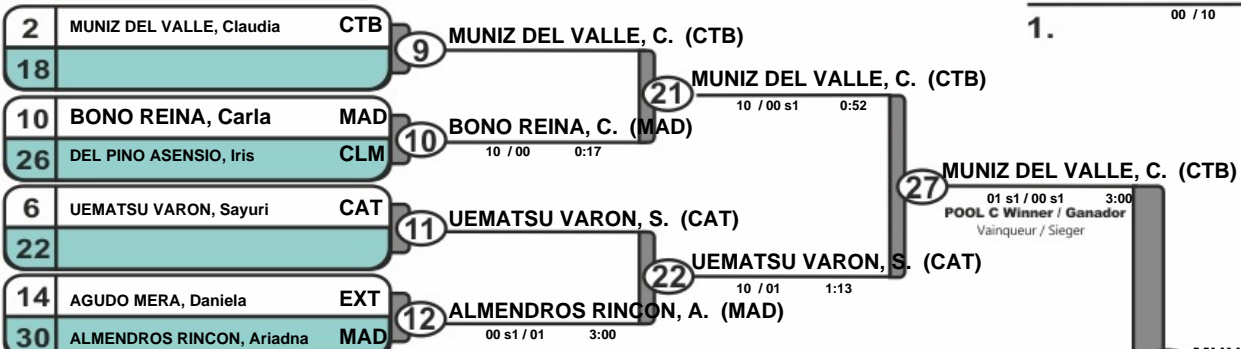 2 MUNIZ DEL VALLE, Claudia CTB
18
9 MUNIZ DEL VALLE, C. (CTB)
10 BONO REINA, Carla MAD
26 DEL PINO ASENSIO, Iris CLM
10 BONO REINA, C. (MAD)
10 / 00 0:17
21 MUNIZ DEL VALLE, C. (CTB)
10 / 00 s1 0:52
6 UEMATSU VARON, Sayuri CAT
22
11 UEMATSU VARON, S. (CAT)
14 AGUDO MERA, Daniela EXT
30 ALMENDROS RINCON, Ariadna MAD
12 ALMENDROS RINCON, A. (MAD)
00 s1 / 01 3:00
22 UEMATSU VARON, S. (CAT)
10 / 01 1:13
27 MUNIZ DEL VALLE, C. (CTB)
01 s1 / 00 s1 3:00
POOL C Winner / Ganador
Vainqueur / Sieger
00 / 10
1.